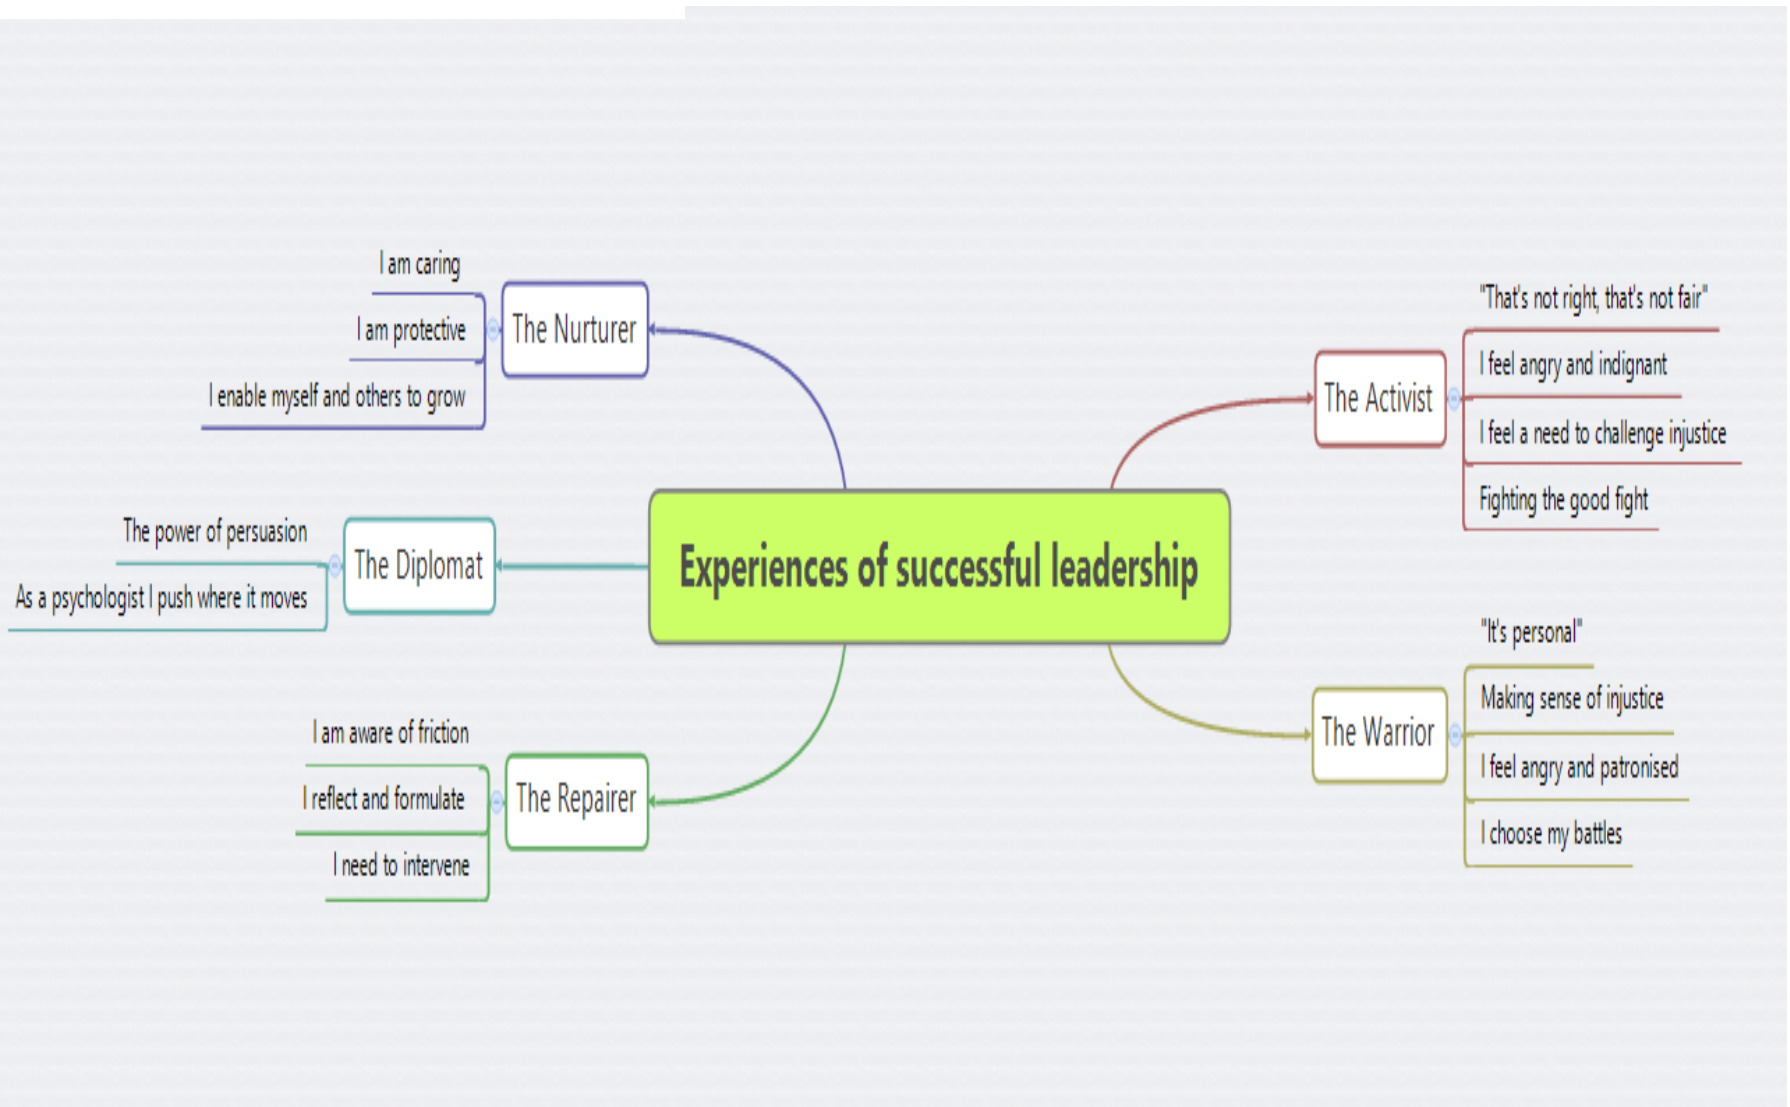 Experiences of successful leadership
The Nurturer
I am caring
I am protective
I enable myself and others to grow
The Diplomat
The power of persuasion
As a psychologist I push where it moves
The Repairer
I am aware of friction
I reflect and formulate
I need to intervene
The Activist
"That's not right, that's not fair"
I feel angry and indignant
I feel a need to challenge injustice
Fighting the good fight
The Warrior
"It's personal"
Making sense of injustice
I feel angry and patronised
I choose my battles